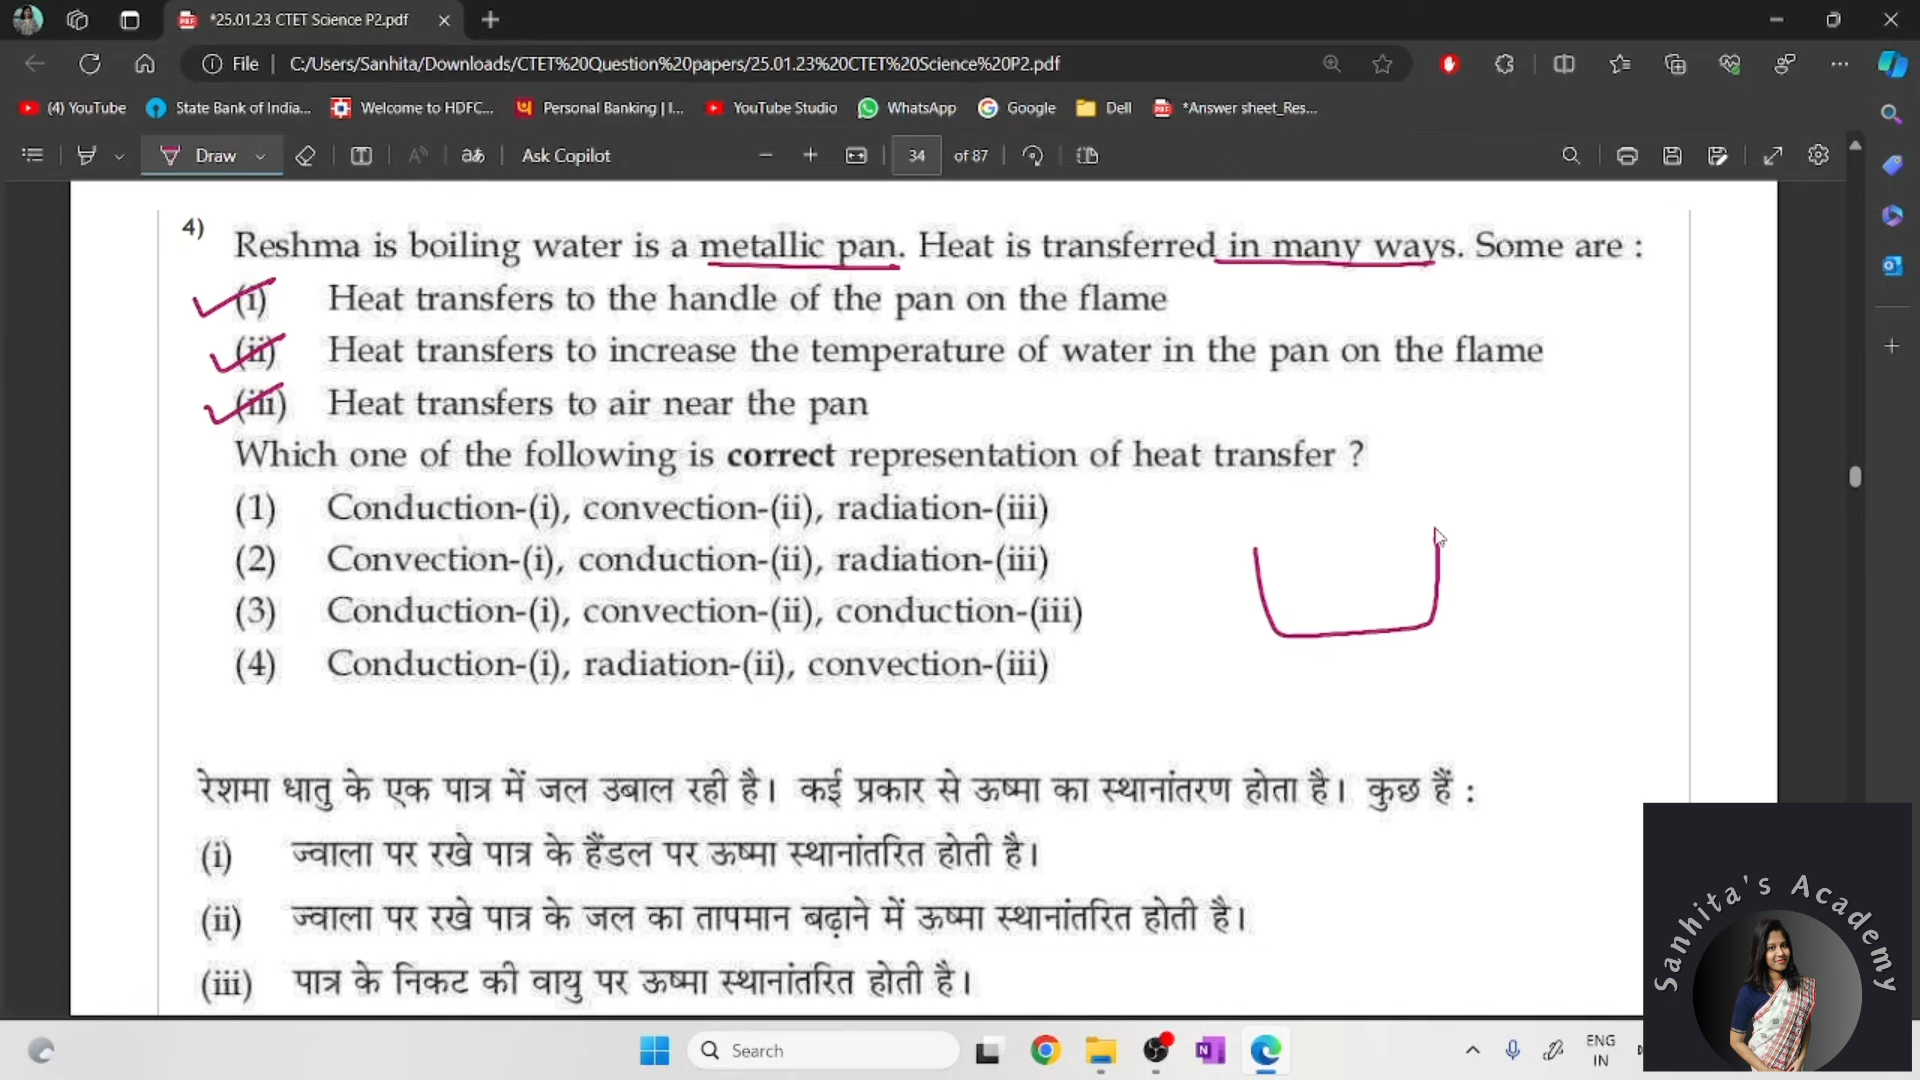 *25.01.23 CTET Science P2.pdf
File
C:/Users/Sanhita/Downloads/CTET%20Question%20papers/25.01.23%20CTET%20Science%20P2.pdf
(4) YouTube
State Bank of India...
Welcome to HDFC...
Personal Banking | I...
YouTube Studio
WhatsApp
Google
Dell
*Answer sheet_Res...
Draw
Ask Copilot
34 of 87
4) Reshma is boiling water is a metallic pan. Heat is transferred in many ways. Some are :
(i) Heat transfers to the handle of the pan on the flame
(ii) Heat transfers to increase the temperature of water in the pan on the flame
(iii) Heat transfers to air near the pan
Which one of the following is correct representation of heat transfer ?
(1) Conduction-(i), convection-(ii), radiation-(iii)
(2) Convection-(i), conduction-(ii), radiation-(iii)
(3) Conduction-(i), convection-(ii), conduction-(iii)
(4) Conduction-(i), radiation-(ii), convection-(iii)
रेशमा धातु के एक पात्र में जल उबाल रही है। कई प्रकार से ऊष्मा का स्थानांतरण होता है। कुछ हैं :
(i) ज्वाला पर रखे पात्र के हैंडल पर ऊष्मा स्थानांतरित होती है।
(ii) ज्वाला पर रखे पात्र के जल का तापमान बढ़ाने में ऊष्मा स्थानांतरित होती है।
(iii) पात्र के निकट की वायु पर ऊष्मा स्थानांतरित होती है।
Sanhita's Academy
Search
ENG
IN